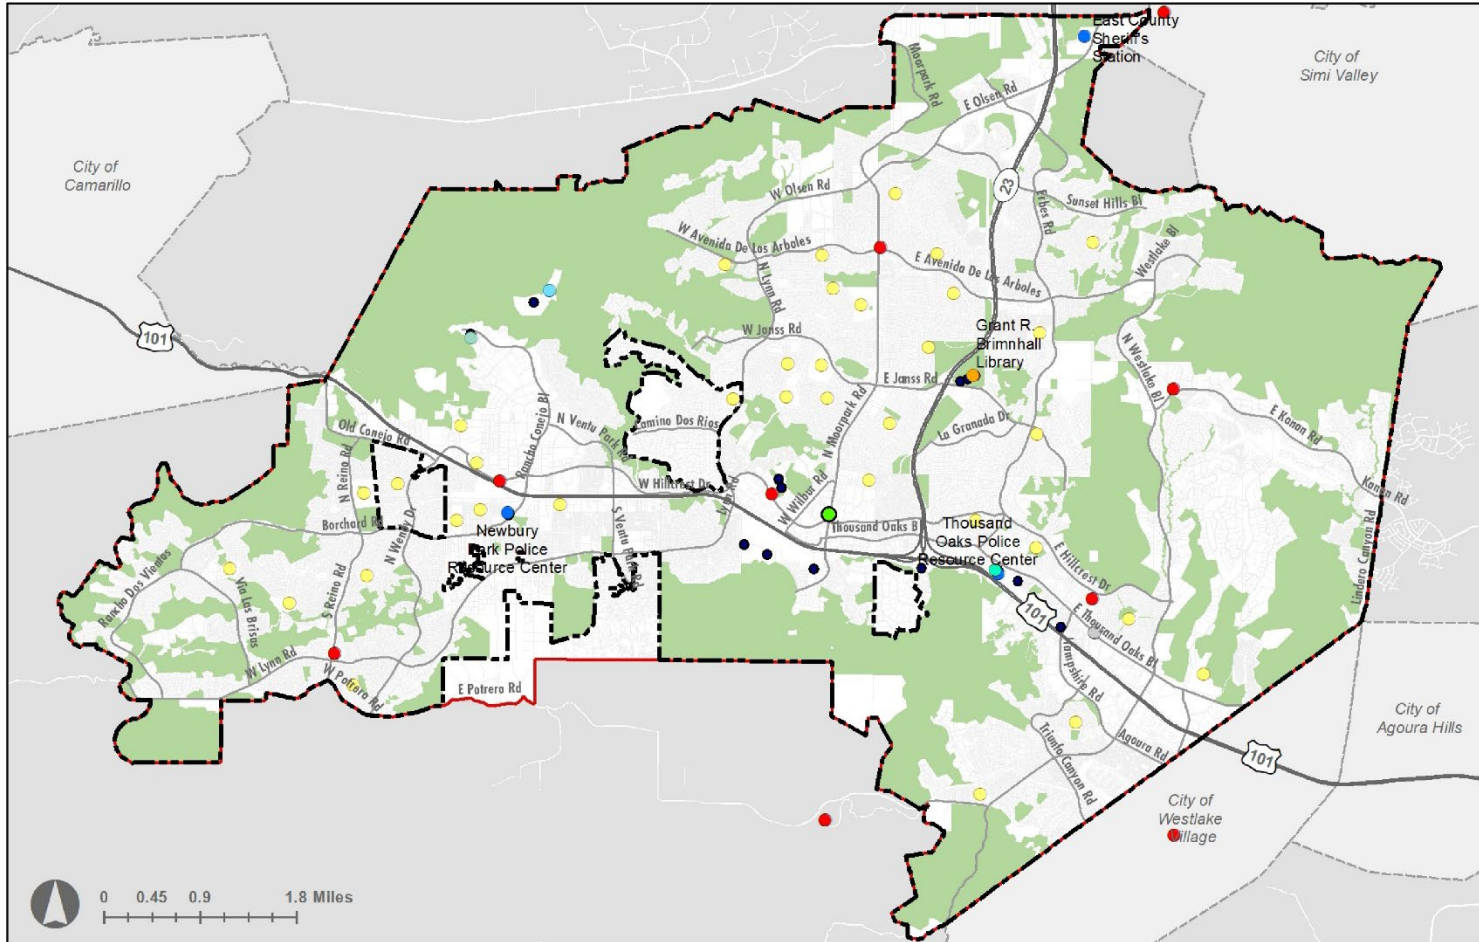 East County
Sheriff's
Station
City of
Simi Valley
Moorpark Rd
E Olsen Rd
City of
Camarillo
23
W Olsen Rd
Erbes Rd
Sunset Hills Bl
W Avenida De Los Arboles
E Avenida De Los Arboles
Westlake Bl
N Lynn Rd
101
W Janss Rd
Grant R.
Brimnhall
Library
E Janss Rd
N Westlake Bl
N Moorpark Rd
E Kanan Rd
Rancho Conejo Bl
N Ventu Park Rd
Camino Dos Rios
La Granada Dr
Old Conejo Rd
N Reino Rd
W Hillcrest Dr
Lynn Rd
W Wilbur Rd
Kanan Rd
Borchard Rd
N Wendy Dr
Newbury
Park Police
Resource Center
S Ventu Park Rd
Thousand Oaks B
Thousand
Oaks Police
Resource Center
E Hillcrest Dr
Lindero Canyon Rd
Rancho Dos Vientos
Via Las Brisas
S Reino Rd
101
E Thousand Oaks Bl
W Lynn Rd
W Potrero Rd
E Potrero Rd
Hampshire Rd
City of
Agoura Hills
Triunfo Canyon Rd
Agoura Rd
101
City of
Westlake
Village
0 0.45 0.9 1.8 Miles